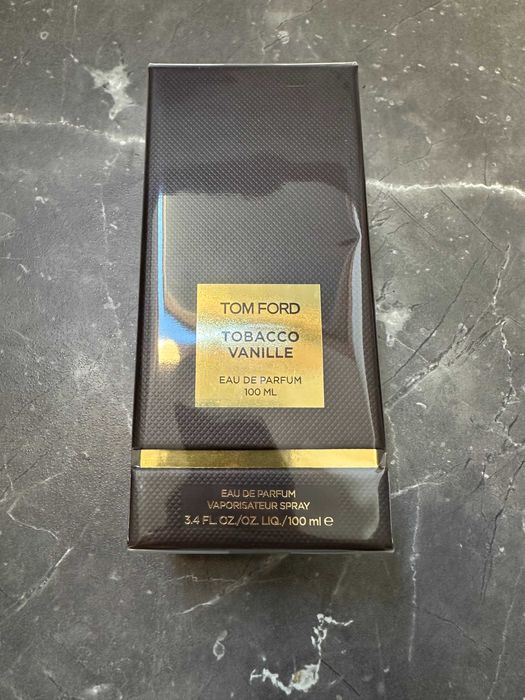 TOM FORD
TOBACCO
VANILLE
EAU DE PARFUM
100 ML
EAU DE PARFUM
VAPORISATEUR SPRAY
3.4 FL. OZ./OZ. LIQ./100 ml ℮